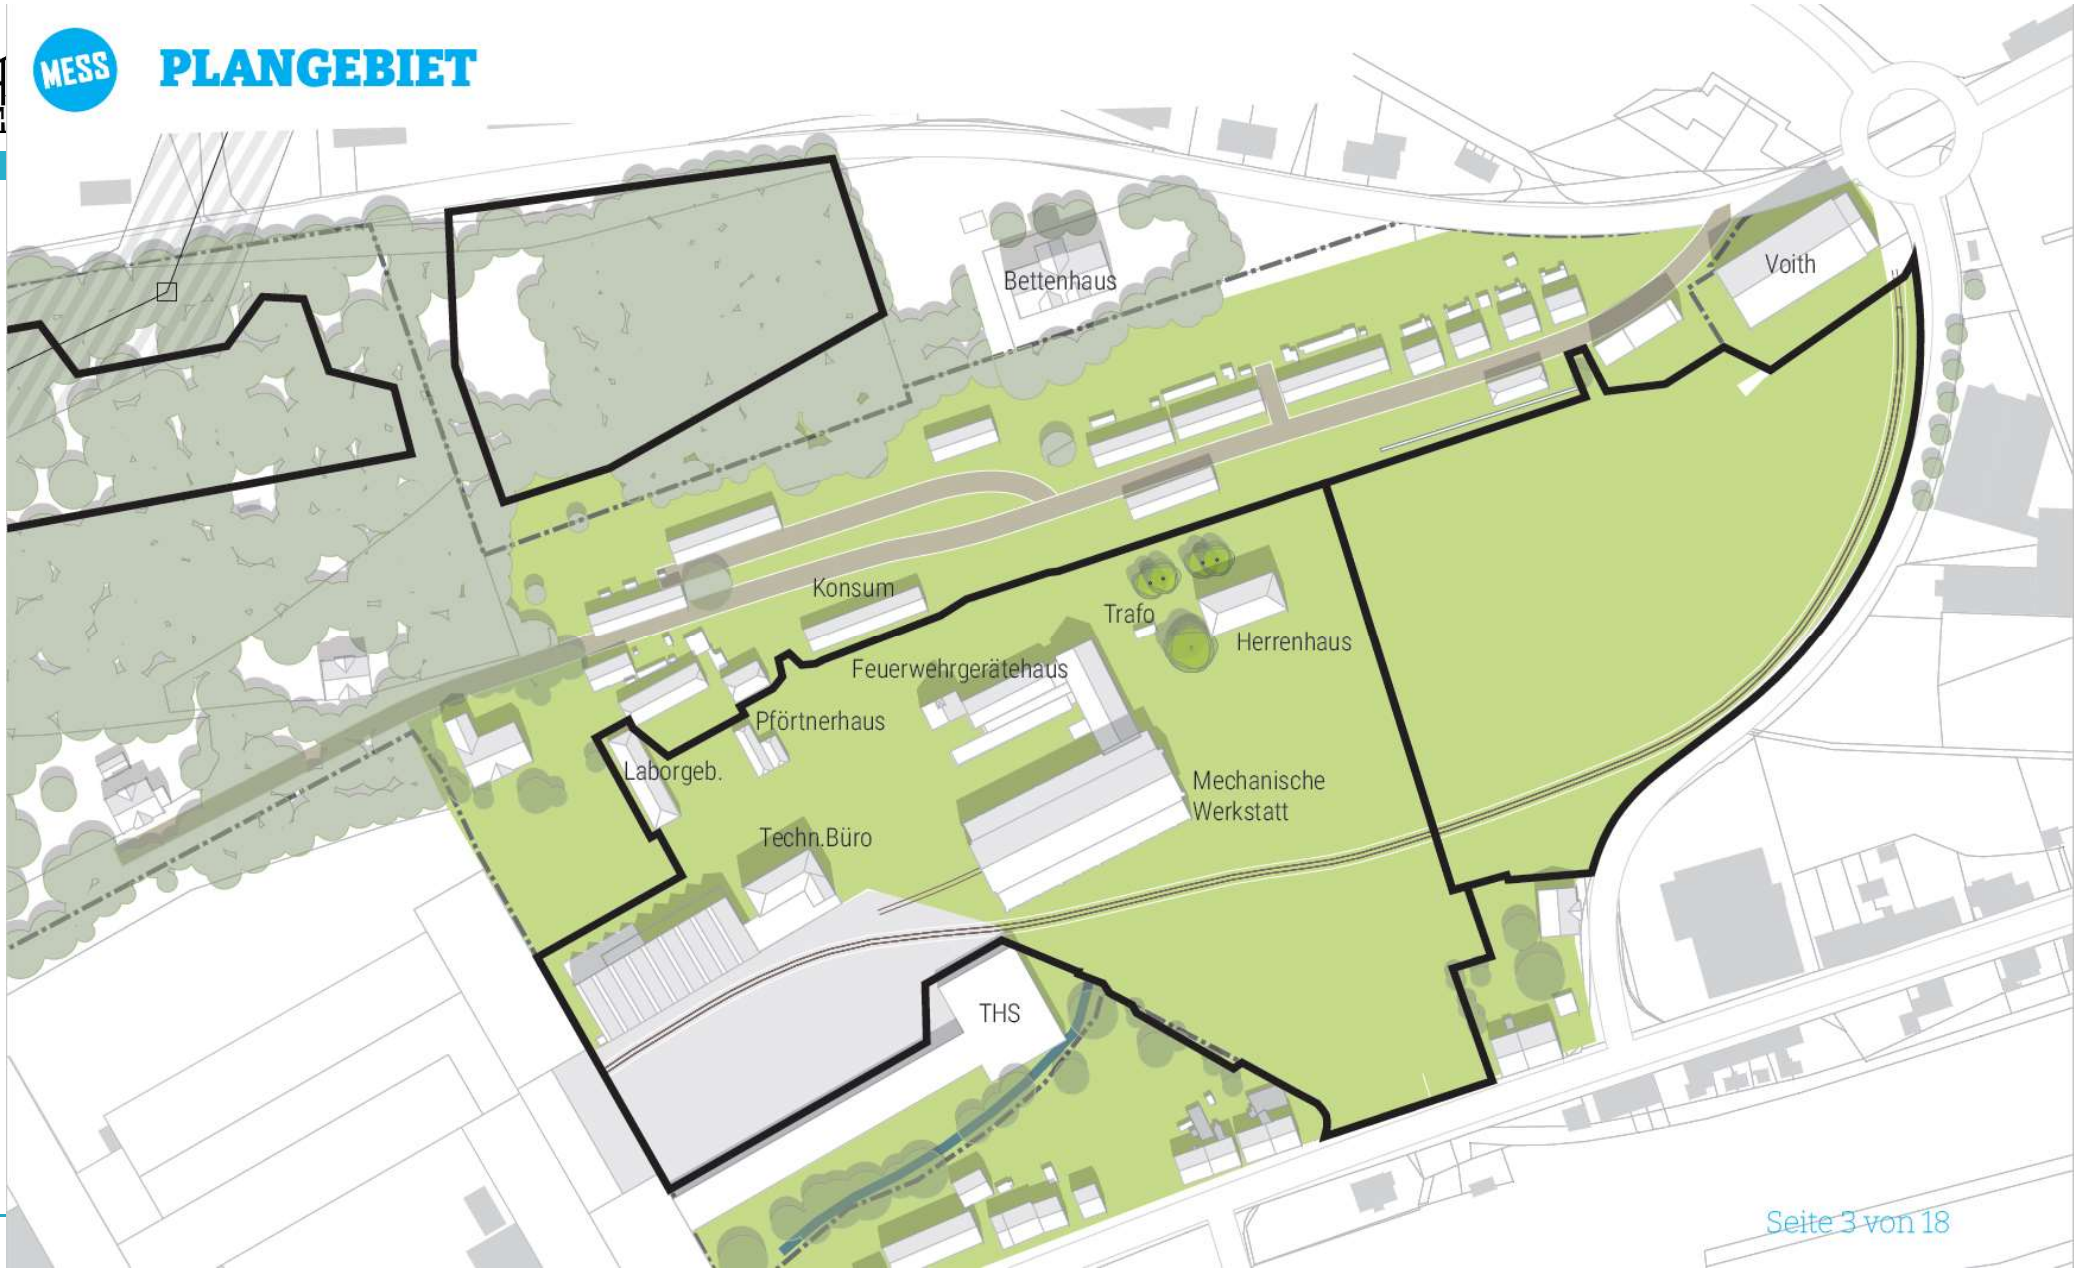 MESS
PLANGEBIET
Bettenhaus
Voith
Konsum
Trafo
Herrenhaus
Feuerwehrgerätehaus
Pförtnerhaus
Laborgeb.
Mechanische
Werkstatt
Techn.Büro
THS
Seite 3 von 18